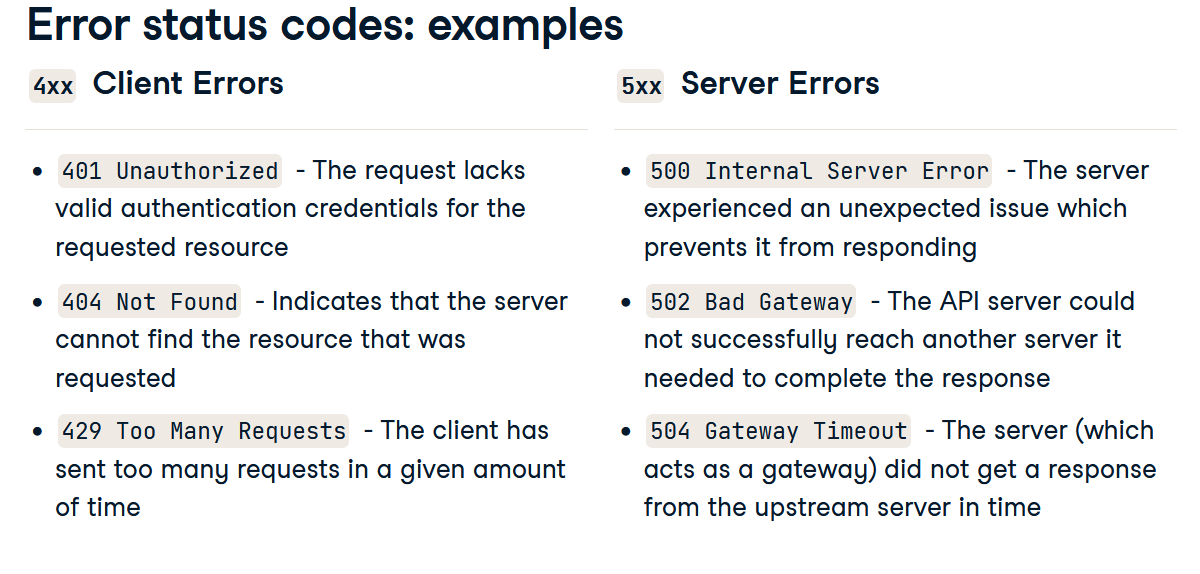 Error status codes: examples
4xx Client Errors
• 401 Unauthorized - The request lacks
valid authentication credentials for the
requested resource
• 404 Not Found - Indicates that the server
cannot find the resource that was
requested
• 429 Too Many Requests - The client has
sent too many requests in a given amount
of time
5xx Server Errors
• 500 Internal Server Error - The server
experienced an unexpected issue which
prevents it from responding
• 502 Bad Gateway - The API server could
not successfully reach another server it
needed to complete the response
• 504 Gateway Timeout - The server (which
acts as a gateway) did not get a response
from the upstream server in time